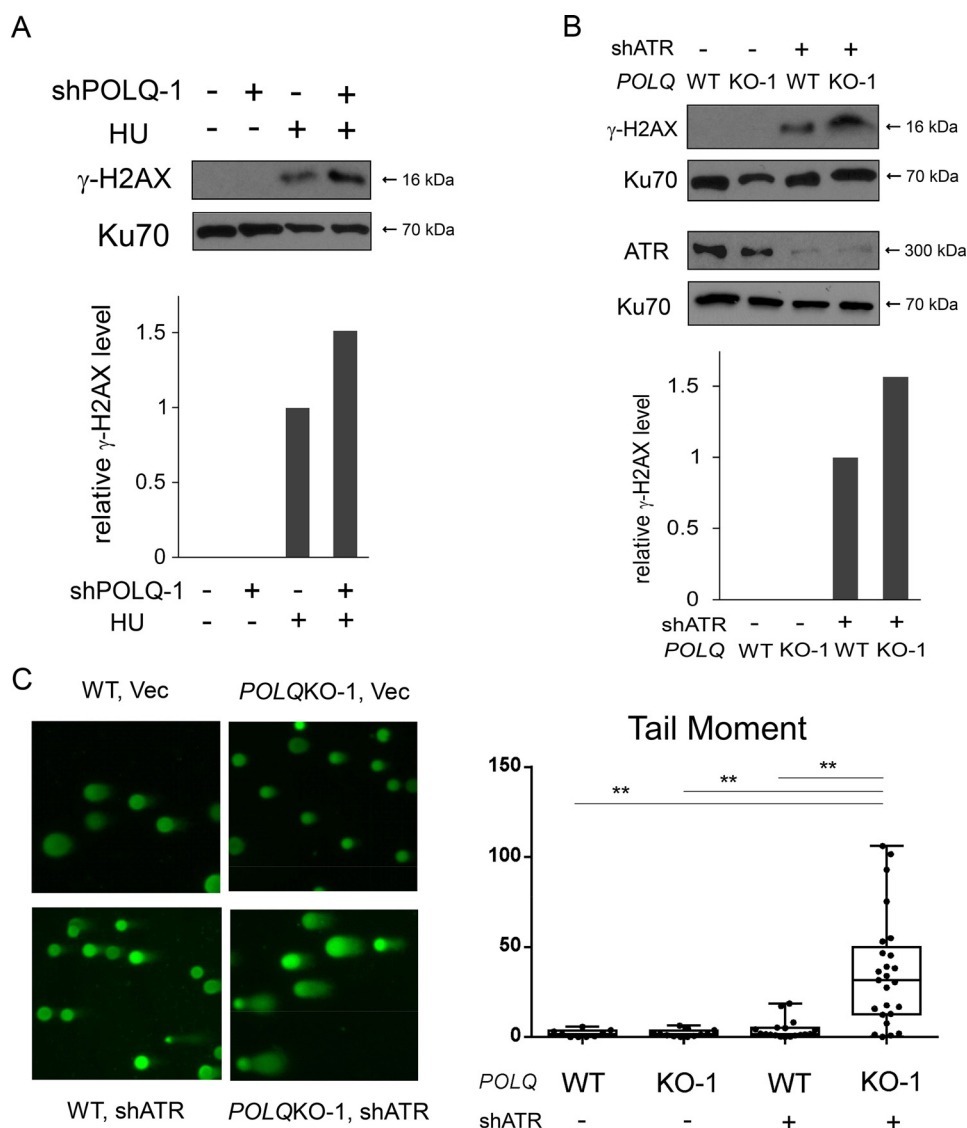 A
shPOLQ-1 - + - +
HU - - + +
γ-H2AX ← 16 kDa
Ku70 ← 70 kDa
relative γ-H2AX level
1.5
1
0.5
0
shPOLQ-1 - + - +
HU - - + +
B
shATR - - + +
POLQ WT KO-1 WT KO-1
γ-H2AX ← 16 kDa
Ku70 ← 70 kDa
ATR ← 300 kDa
Ku70 ← 70 kDa
relative γ-H2AX level
1.5
1
0.5
0
shATR - - + +
POLQ WT KO-1 WT KO-1
C
WT, Vec POLQKO-1, Vec
WT, shATR POLQKO-1, shATR
Tail Moment
150
100
50
0
** ** **
POLQ WT KO-1 WT KO-1
shATR - - + +